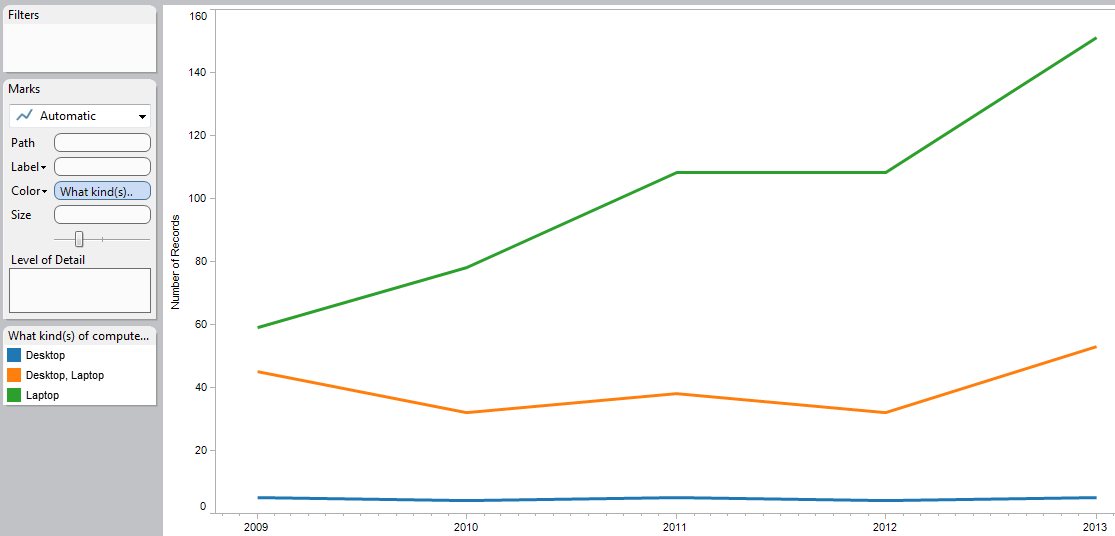 Filters
Marks
Automatic
Path
Label
Color
What kind(s)..
Size
Level of Detail
What kind(s) of compute...
Desktop
Desktop, Laptop
Laptop
Number of Records
160
140
120
100
80
60
40
20
0
2009 2010 2011 2012 2013